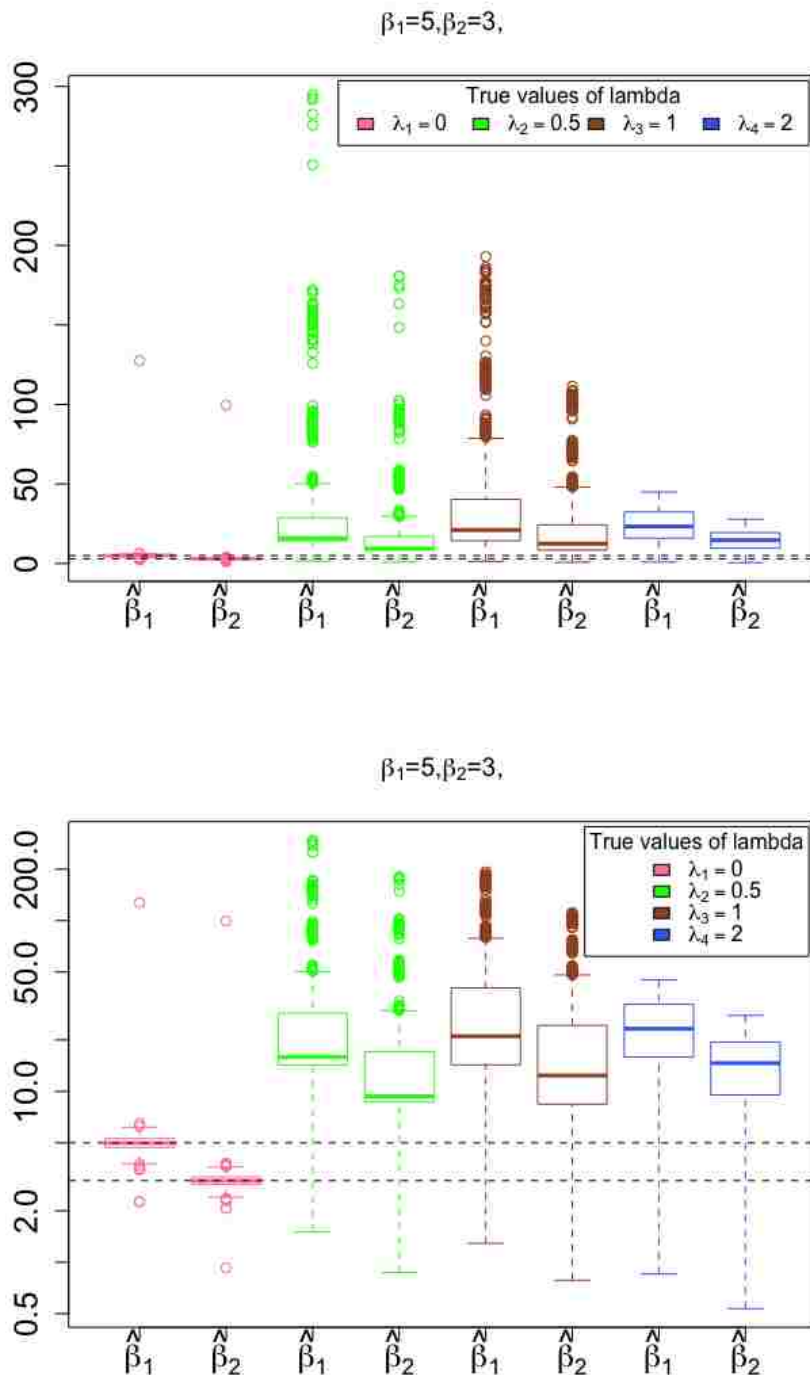 β₁=5,β₂=3,
300
200
100
50
0
True values of lambda
λ₁ = 0 λ₂ = 0.5 λ₃ = 1 λ₄ = 2
β̂₁ β̂₂ β̂₁ β̂₂ β̂₁ β̂₂ β̂₁ β̂₂
β₁=5,β₂=3,
200.0
50.0
10.0
2.0
0.5
True values of lambda
λ₁ = 0
λ₂ = 0.5
λ₃ = 1
λ₄ = 2
β̂₁ β̂₂ β̂₁ β̂₂ β̂₁ β̂₂ β̂₁ β̂₂